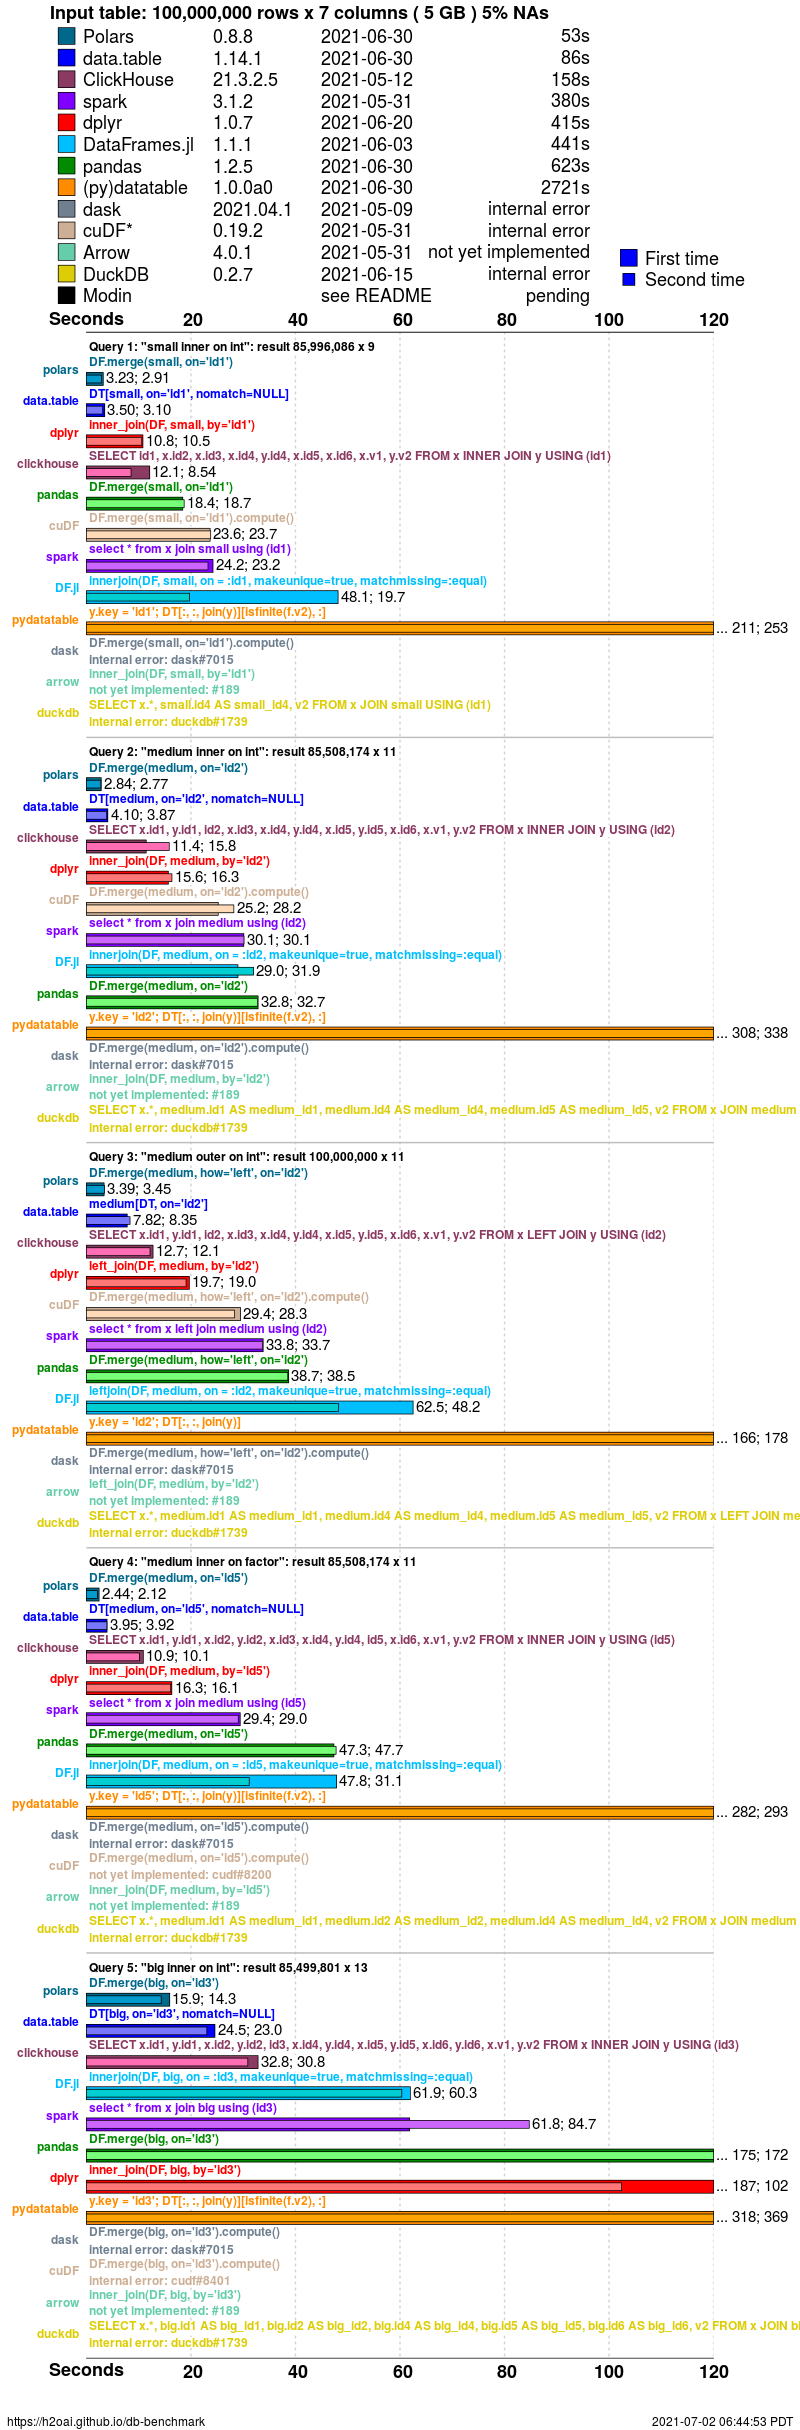 Input table: 100,000,000 rows x 7 columns ( 5 GB ) 5% NAs
Polars 0.8.8 2021-06-30 53s
data.table 1.14.1 2021-06-30 86s
ClickHouse 21.3.2.5 2021-05-12 158s
spark 3.1.2 2021-05-31 380s
dplyr 1.0.7 2021-06-20 415s
DataFrames.jl 1.1.1 2021-06-03 441s
pandas 1.2.5 2021-06-30 623s
(py)datatable 1.0.0a0 2021-06-30 2721s
dask 2021.04.1 2021-05-09 internal error
cuDF* 0.19.2 2021-05-31 internal error
Arrow 4.0.1 2021-05-31 not yet implemented
DuckDB 0.2.7 2021-06-15 internal error
Modin see README pending
First time
Second time
Seconds 20 40 60 80 100 120
Query 1: "small inner on int": result 85,996,086 x 9
DF.merge(small, on='id1')
polars 3.23; 2.91
DT[small, on='id1', nomatch=NULL]
data.table 3.50; 3.10
inner_join(DF, small, by='id1')
dplyr 10.8; 10.5
SELECT id1, x.id2, x.id3, x.id4, y.id4, x.id5, x.id6, x.v1, y.v2 FROM x INNER JOIN y USING (id1)
clickhouse 12.1; 8.54
DF.merge(small, on='id1')
pandas 18.4; 18.7
DF.merge(small, on='id1').compute()
cuDF 23.6; 23.7
select * from x join small using (id1)
spark 24.2; 23.2
innerjoin(DF, small, on = :id1, makeunique=true, matchmissing=:equal)
DF.jl 48.1; 19.7
y.key = 'id1'; DT[:, :, join(y)][isfinite(f.v2), :]
pydatatable ... 211; 253
DF.merge(small, on='id1').compute()
dask internal error: dask#7015
inner_join(DF, small, by='id1')
arrow not yet implemented: #189
SELECT x.*, small.id4 AS small_id4, v2 FROM x JOIN small USING (id1)
duckdb internal error: duckdb#1739
Query 2: "medium inner on int": result 85,508,174 x 11
DF.merge(medium, on='id2')
polars 2.84; 2.77
DT[medium, on='id2', nomatch=NULL]
data.table 4.10; 3.87
SELECT x.id1, y.id1, id2, x.id3, x.id4, y.id4, x.id5, y.id5, x.id6, x.v1, y.v2 FROM x INNER JOIN y USING (id2)
clickhouse 11.4; 15.8
inner_join(DF, medium, by='id2')
dplyr 15.6; 16.3
DF.merge(medium, on='id2').compute()
cuDF 25.2; 28.2
select * from x join medium using (id2)
spark 30.1; 30.1
innerjoin(DF, medium, on = :id2, makeunique=true, matchmissing=:equal)
DF.jl 29.0; 31.9
DF.merge(medium, on='id2')
pandas 32.8; 32.7
y.key = 'id2'; DT[:, :, join(y)][isfinite(f.v2), :]
pydatatable ... 308; 338
DF.merge(medium, on='id2').compute()
dask internal error: dask#7015
inner_join(DF, medium, by='id2')
arrow not yet implemented: #189
SELECT x.*, medium.id1 AS medium_id1, medium.id4 AS medium_id4, medium.id5 AS medium_id5, v2 FROM x JOIN medium
duckdb internal error: duckdb#1739
Query 3: "medium outer on int": result 100,000,000 x 11
DF.merge(medium, how='left', on='id2')
polars 3.39; 3.45
medium[DT, on='id2']
data.table 7.82; 8.35
SELECT x.id1, y.id1, id2, x.id3, x.id4, y.id4, x.id5, y.id5, x.id6, x.v1, y.v2 FROM x LEFT JOIN y USING (id2)
clickhouse 12.7; 12.1
left_join(DF, medium, by='id2')
dplyr 19.7; 19.0
DF.merge(medium, how='left', on='id2').compute()
cuDF 29.4; 28.3
select * from x left join medium using (id2)
spark 33.8; 33.7
DF.merge(medium, how='left', on='id2')
pandas 38.7; 38.5
leftjoin(DF, medium, on = :id2, makeunique=true, matchmissing=:equal)
DF.jl 62.5; 48.2
y.key = 'id2'; DT[:, :, join(y)]
pydatatable ... 166; 178
DF.merge(medium, how='left', on='id2').compute()
dask internal error: dask#7015
left_join(DF, medium, by='id2')
arrow not yet implemented: #189
SELECT x.*, medium.id1 AS medium_id1, medium.id4 AS medium_id4, medium.id5 AS medium_id5, v2 FROM x LEFT JOIN me
duckdb internal error: duckdb#1739
Query 4: "medium inner on factor": result 85,508,174 x 11
DF.merge(medium, on='id5')
polars 2.44; 2.12
DT[medium, on='id5', nomatch=NULL]
data.table 3.95; 3.92
SELECT x.id1, y.id1, x.id2, y.id2, x.id3, x.id4, y.id4, id5, x.id6, x.v1, y.v2 FROM x INNER JOIN y USING (id5)
clickhouse 10.9; 10.1
inner_join(DF, medium, by='id5')
dplyr 16.3; 16.1
select * from x join medium using (id5)
spark 29.4; 29.0
DF.merge(medium, on='id5')
pandas 47.3; 47.7
innerjoin(DF, medium, on = :id5, makeunique=true, matchmissing=:equal)
DF.jl 47.8; 31.1
y.key = 'id5'; DT[:, :, join(y)][isfinite(f.v2), :]
pydatatable ... 282; 293
DF.merge(medium, on='id5').compute()
dask internal error: dask#7015
DF.merge(medium, on='id5').compute()
cuDF not yet implemented: cudf#8200
inner_join(DF, medium, by='id5')
arrow not yet implemented: #189
SELECT x.*, medium.id1 AS medium_id1, medium.id2 AS medium_id2, medium.id4 AS medium_id4, v2 FROM x JOIN medium
duckdb internal error: duckdb#1739
Query 5: "big inner on int": result 85,499,801 x 13
DF.merge(big, on='id3')
polars 15.9; 14.3
DT[big, on='id3', nomatch=NULL]
data.table 24.5; 23.0
SELECT x.id1, y.id1, x.id2, y.id2, id3, x.id4, y.id4, x.id5, y.id5, x.id6, y.id6, x.v1, y.v2 FROM x INNER JOIN y USING (id3)
clickhouse 32.8; 30.8
innerjoin(DF, big, on = :id3, makeunique=true, matchmissing=:equal)
DF.jl 61.9; 60.3
select * from x join big using (id3)
spark 61.8; 84.7
DF.merge(big, on='id3')
pandas ... 175; 172
inner_join(DF, big, by='id3')
dplyr ... 187; 102
y.key = 'id3'; DT[:, :, join(y)][isfinite(f.v2), :]
pydatatable ... 318; 369
DF.merge(big, on='id3').compute()
dask internal error: dask#7015
DF.merge(big, on='id3').compute()
cuDF internal error: cudf#8401
inner_join(DF, big, by='id3')
arrow not yet implemented: #189
SELECT x.*, big.id1 AS big_id1, big.id2 AS big_id2, big.id4 AS big_id4, big.id5 AS big_id5, big.id6 AS big_id6, v2 FROM x JOIN bi
duckdb internal error: duckdb#1739
Seconds 20 40 60 80 100 120
https://h2oai.github.io/db-benchmark 2021-07-02 06:44:53 PDT